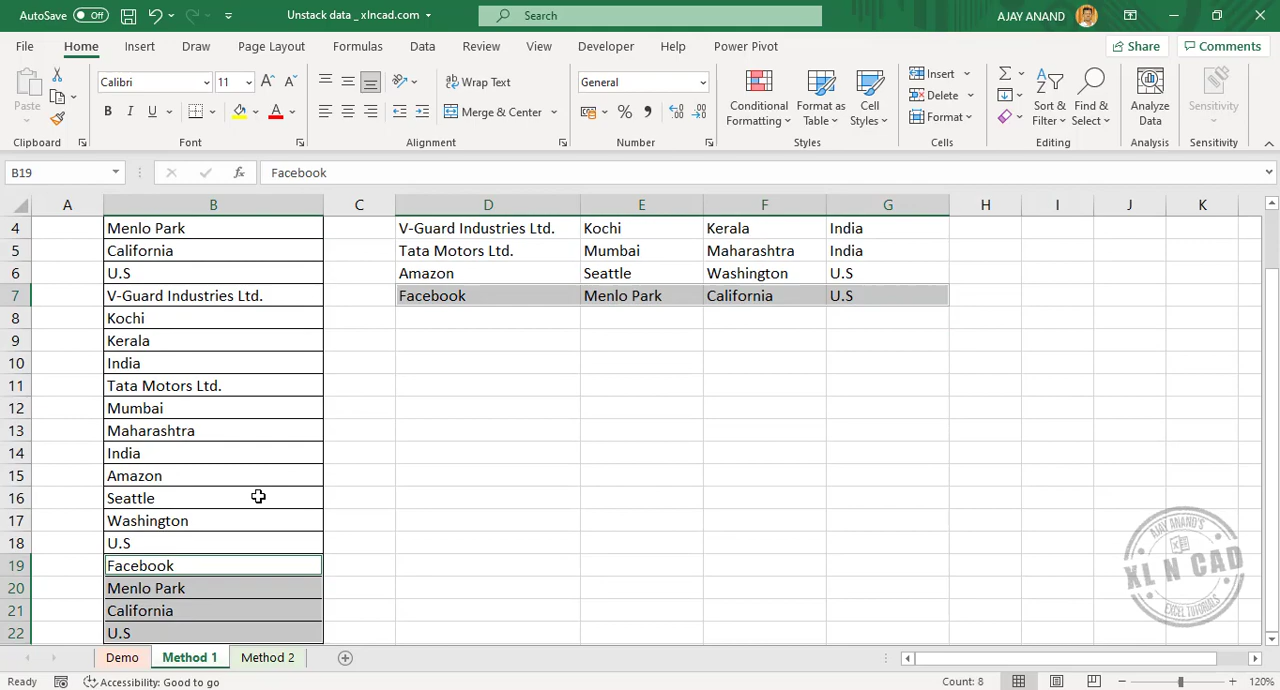 AutoSave Off Unstack data _ xlncad.com Search AJAY ANAND
File Home Insert Draw Page Layout Formulas Data Review View Developer Help Power Pivot Share Comments
Paste Calibri 11 A A Wrap Text General Conditional Formatting Format as Table Cell Styles Insert Sort & Filter Find & Select Analyze Data Sensitivity
Delete
B I U A Merge & Center % Format
Clipboard Font Alignment Number Styles Cells Editing Analysis Sensitivity
B19 fx Facebook
A B C D E F G H I J K
4 Menlo Park V-Guard Industries Ltd. Kochi Kerala India
5 California Tata Motors Ltd. Mumbai Maharashtra India
6 U.S Amazon Seattle Washington U.S
7 V-Guard Industries Ltd. Facebook Menlo Park California U.S
8 Kochi
9 Kerala
10 India
11 Tata Motors Ltd.
12 Mumbai
13 Maharashtra
14 India
15 Amazon
16 Seattle
17 Washington
18 U.S
19 Facebook
20 Menlo Park
21 California
22 U.S
AJAY ANAND'S
XL N CAD
EXCEL TUTORIALS
Demo Method 1 Method 2
Ready Accessibility: Good to go Count: 8 120%